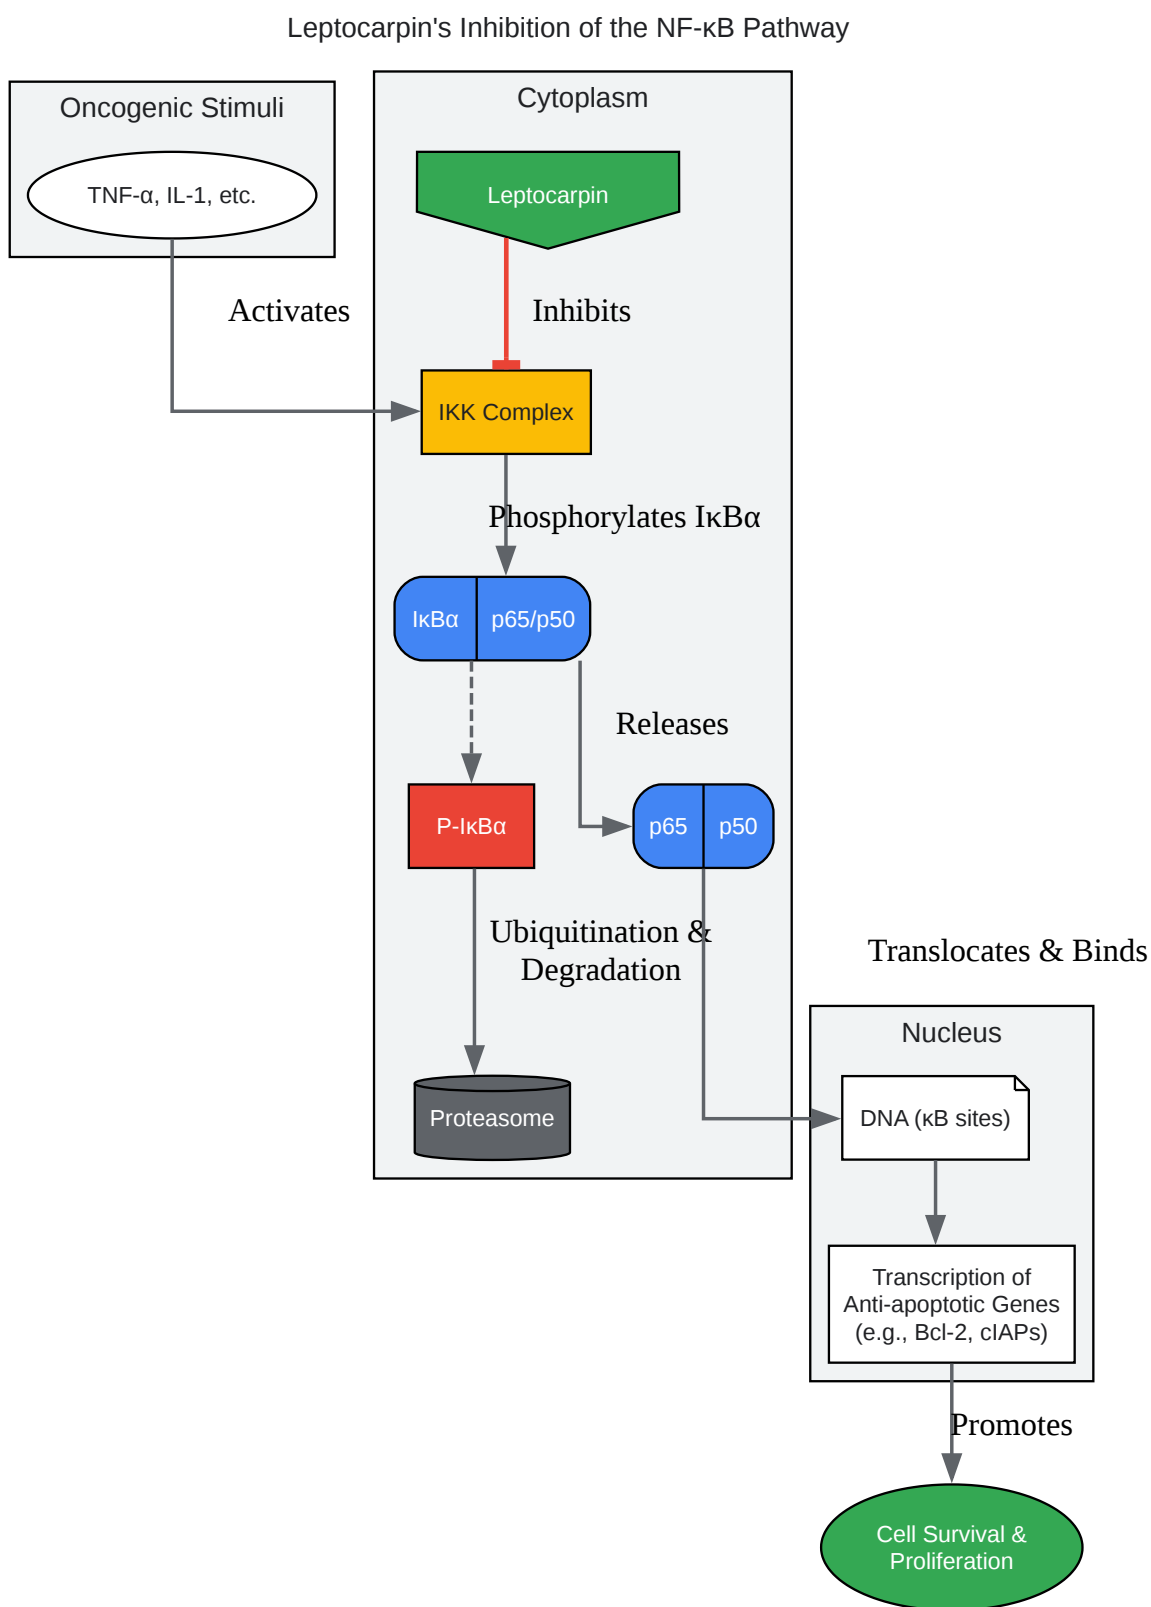 Leptocarpin's Inhibition of the NF-κB Pathway
Oncogenic Stimuli
TNF-α, IL-1, etc.
Activates
Cytoplasm
Leptocarpin
Inhibits
IKK Complex
Phosphorylates IκBα
IκBα
p65/p50
Releases
P-IκBα
p65
p50
Ubiquitination &
Degradation
Proteasome
Translocates & Binds
Nucleus
DNA (κB sites)
Transcription of
Anti-apoptotic Genes
(e.g., Bcl-2, cIAPs)
Promotes
Cell Survival &
Proliferation